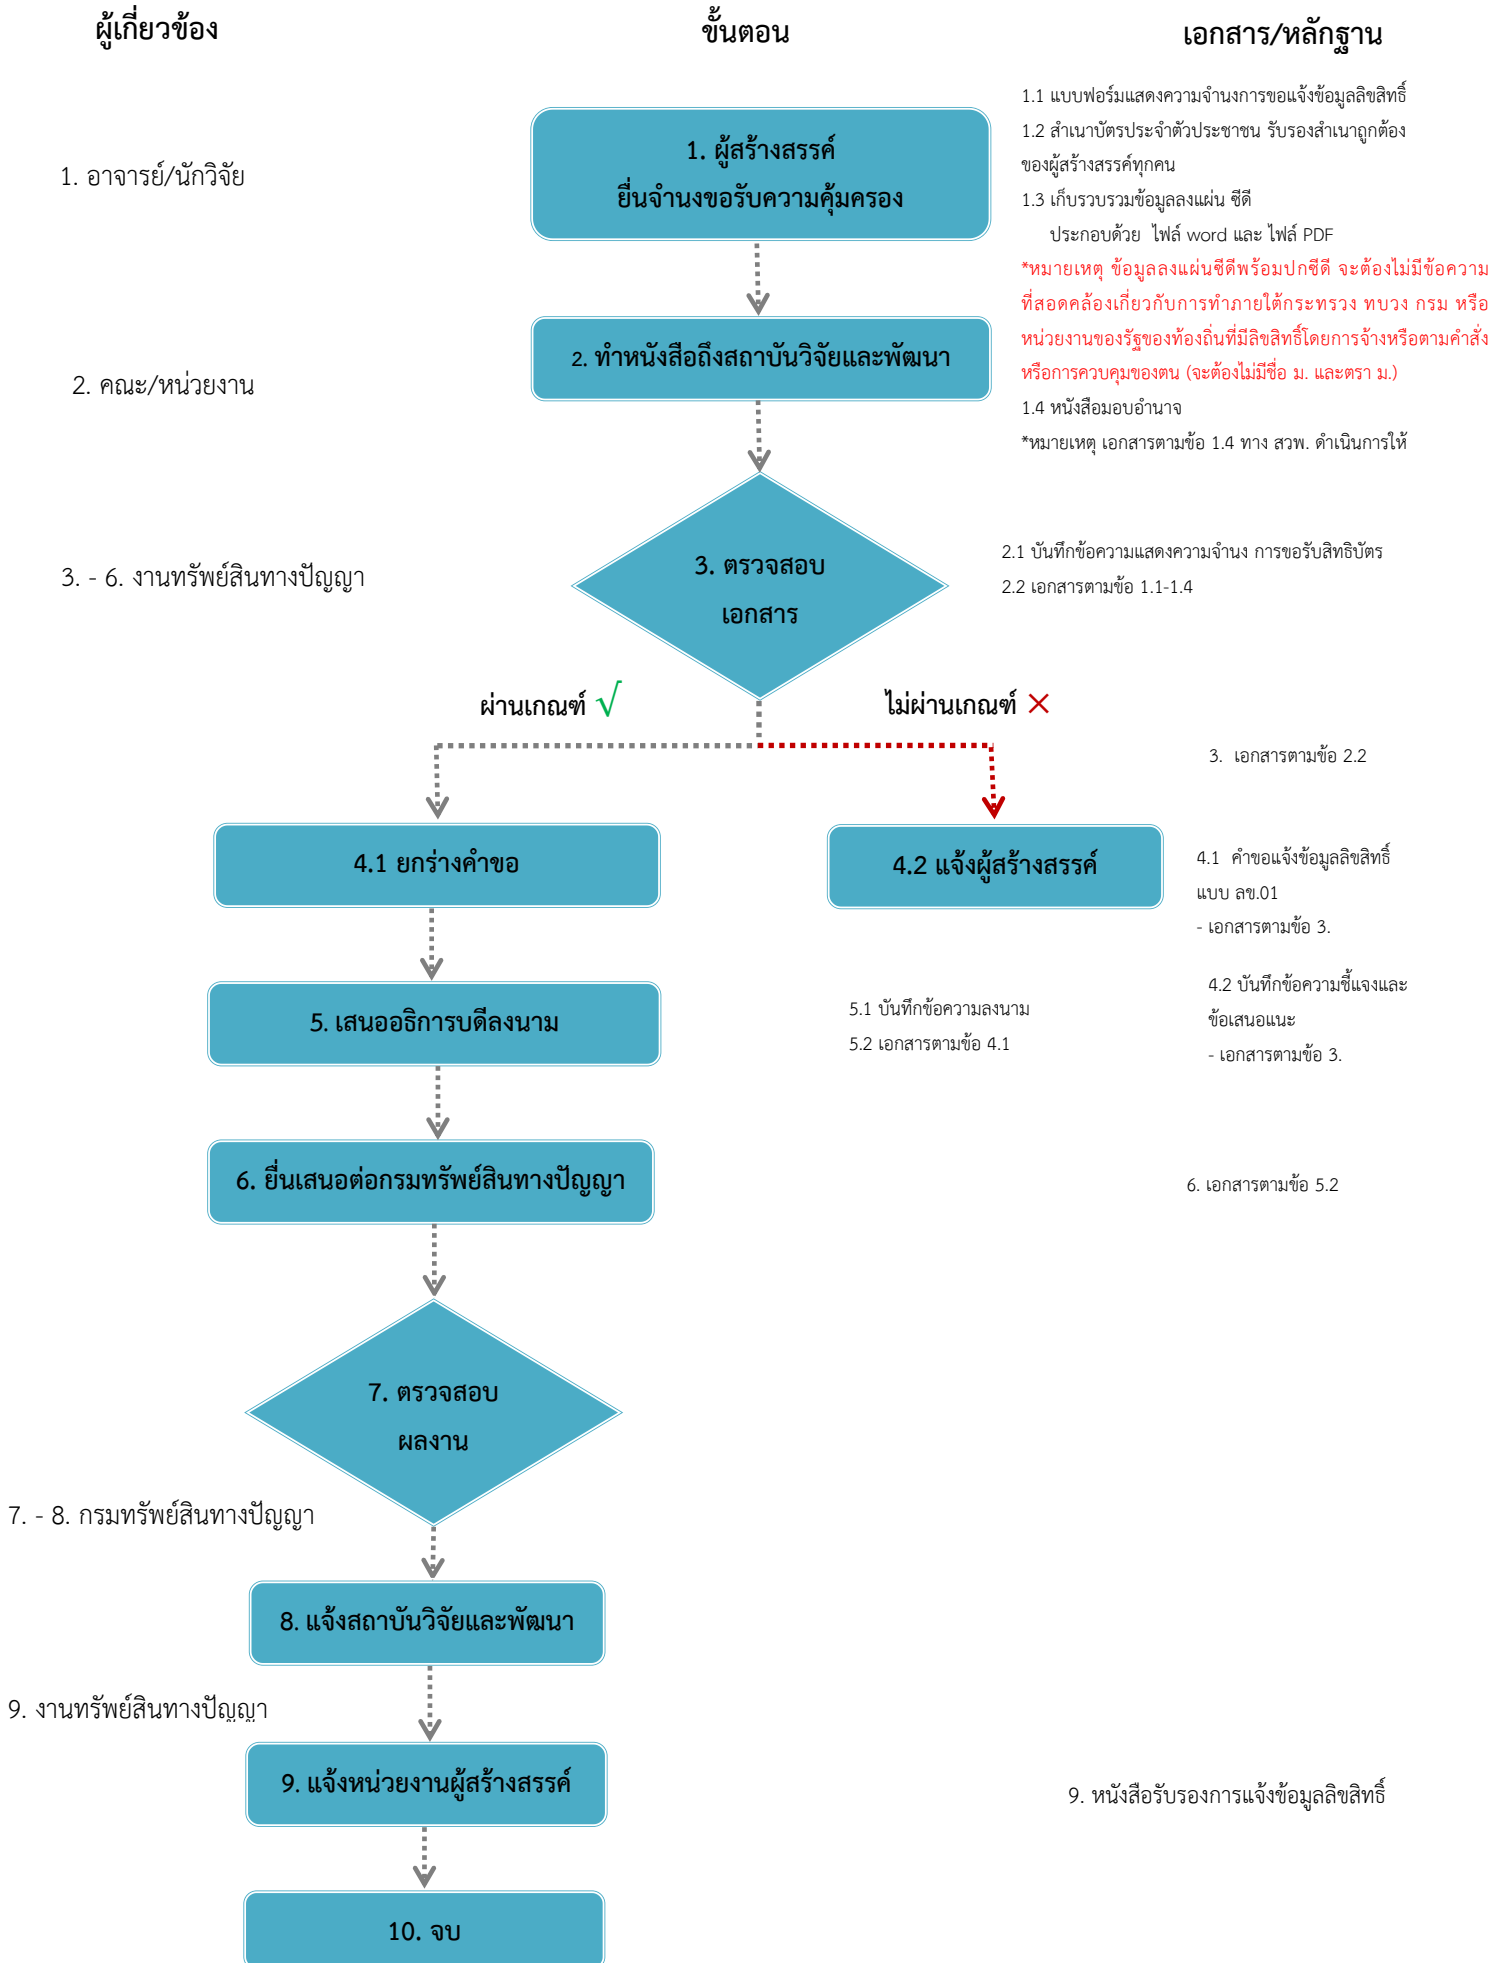 ผู้เกี่ยวข้อง
ขั้นตอน
เอกสาร/หลักฐาน
1. อาจารย์/นักวิจัย
1. ผู้สร้างสรรค์
ยื่นจำนงขอรับความคุ้มครอง
1.1 แบบฟอร์มแสดงความจำนงการขอแจ้งข้อมูลลิขสิทธิ์
1.2 สำเนาบัตรประจำตัวประชาชน รับรองสำเนาถูกต้อง
ของผู้สร้างสรรค์ทุกคน
1.3 เก็บรวบรวมข้อมูลลงแผ่น ซีดี
ประกอบด้วย ไฟล์ word และ ไฟล์ PDF
*หมายเหตุ ข้อมูลลงแผ่นซีดีพร้อมปกซีดี จะต้องไม่มีข้อความ
ที่สอดคล้องเกี่ยวกับการทำภายใต้กระทรวง ทบวง กรม หรือ
หน่วยงานของรัฐของท้องถิ่นที่มีลิขสิทธิ์โดยการจ้างหรือตามคำสั่ง
หรือการควบคุมของตน (จะต้องไม่มีชื่อ ม. และตรา ม.)
1.4 หนังสือมอบอำนาจ
*หมายเหตุ เอกสารตามข้อ 1.4 ทาง สวพ. ดำเนินการให้
2. คณะ/หน่วยงาน
2. ทำหนังสือถึงสถาบันวิจัยและพัฒนา
3. - 6. งานทรัพย์สินทางปัญญา
3. ตรวจสอบ
เอกสาร
2.1 บันทึกข้อความแสดงความจำนง การขอรับสิทธิบัตร
2.2 เอกสารตามข้อ 1.1-1.4
ผ่านเกณฑ์ √
ไม่ผ่านเกณฑ์ ×
3. เอกสารตามข้อ 2.2
4.1 ยกร่างคำขอ
4.2 แจ้งผู้สร้างสรรค์
4.1 คำขอแจ้งข้อมูลลิขสิทธิ์
แบบ ลข.01
- เอกสารตามข้อ 3.
4.2 บันทึกข้อความชี้แจงและ
ข้อเสนอแนะ
- เอกสารตามข้อ 3.
5. เสนออธิการบดีลงนาม
5.1 บันทึกข้อความลงนาม
5.2 เอกสารตามข้อ 4.1
6. ยื่นเสนอต่อกรมทรัพย์สินทางปัญญา
6. เอกสารตามข้อ 5.2
7. ตรวจสอบ
ผลงาน
7. - 8. กรมทรัพย์สินทางปัญญา
8. แจ้งสถาบันวิจัยและพัฒนา
9. งานทรัพย์สินทางปัญญา
9. แจ้งหน่วยงานผู้สร้างสรรค์
9. หนังสือรับรองการแจ้งข้อมูลลิขสิทธิ์
10. จบ